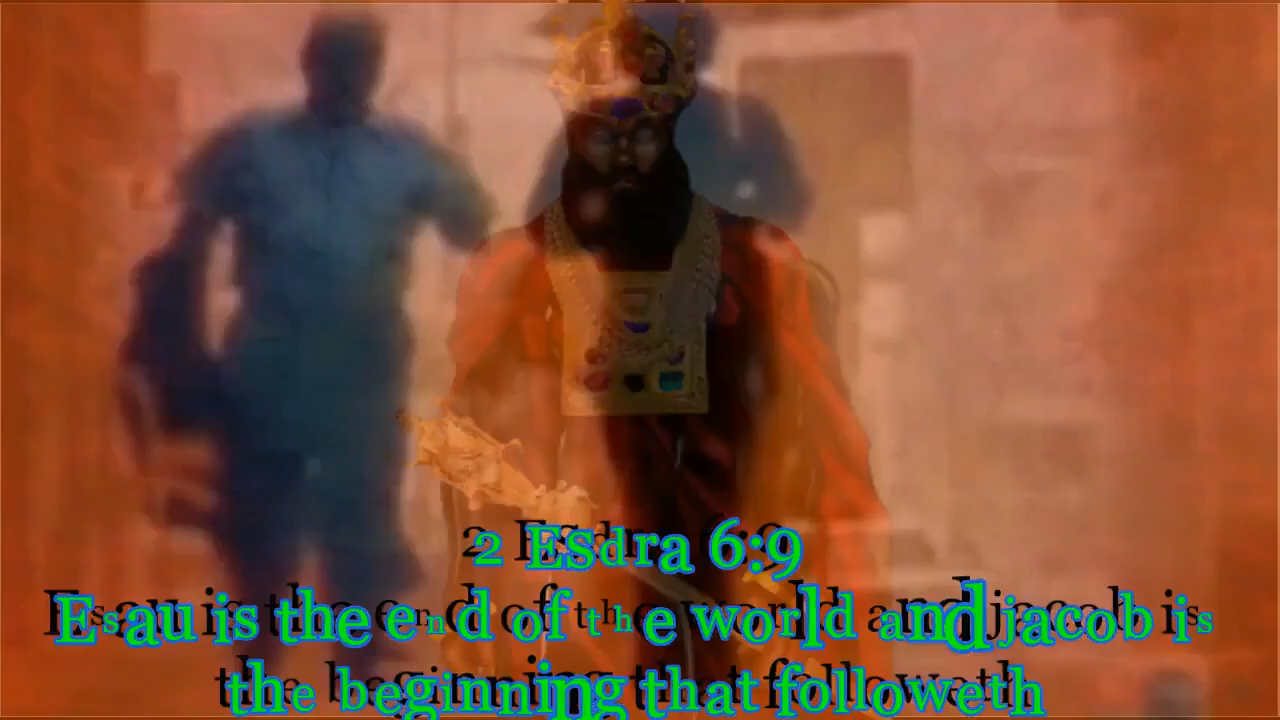 2 Esdra 6:9
Esau is the end of the world and jacob is
the beginning that followeth